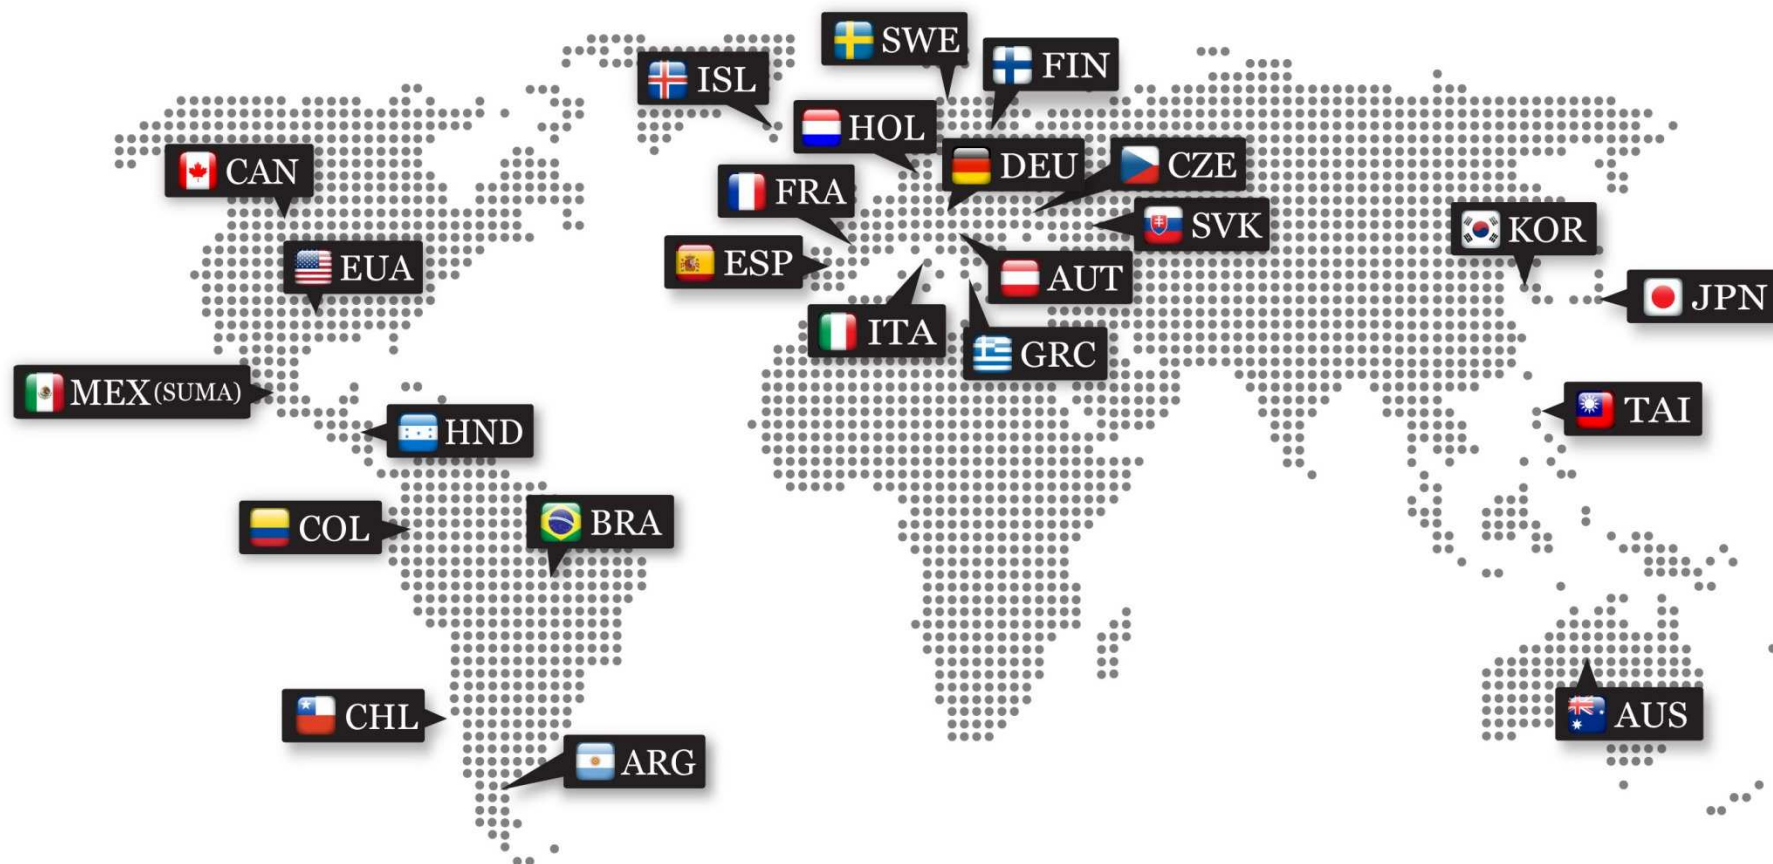 SWE
FIN
ISL
HOL
CAN
DEU
CZE
FRA
SVK
KOR
EUA
ESP
AUT
JPN
ITA
GRC
MEX (SUMA)
TAI
HND
COL
BRA
CHL
AUS
ARG